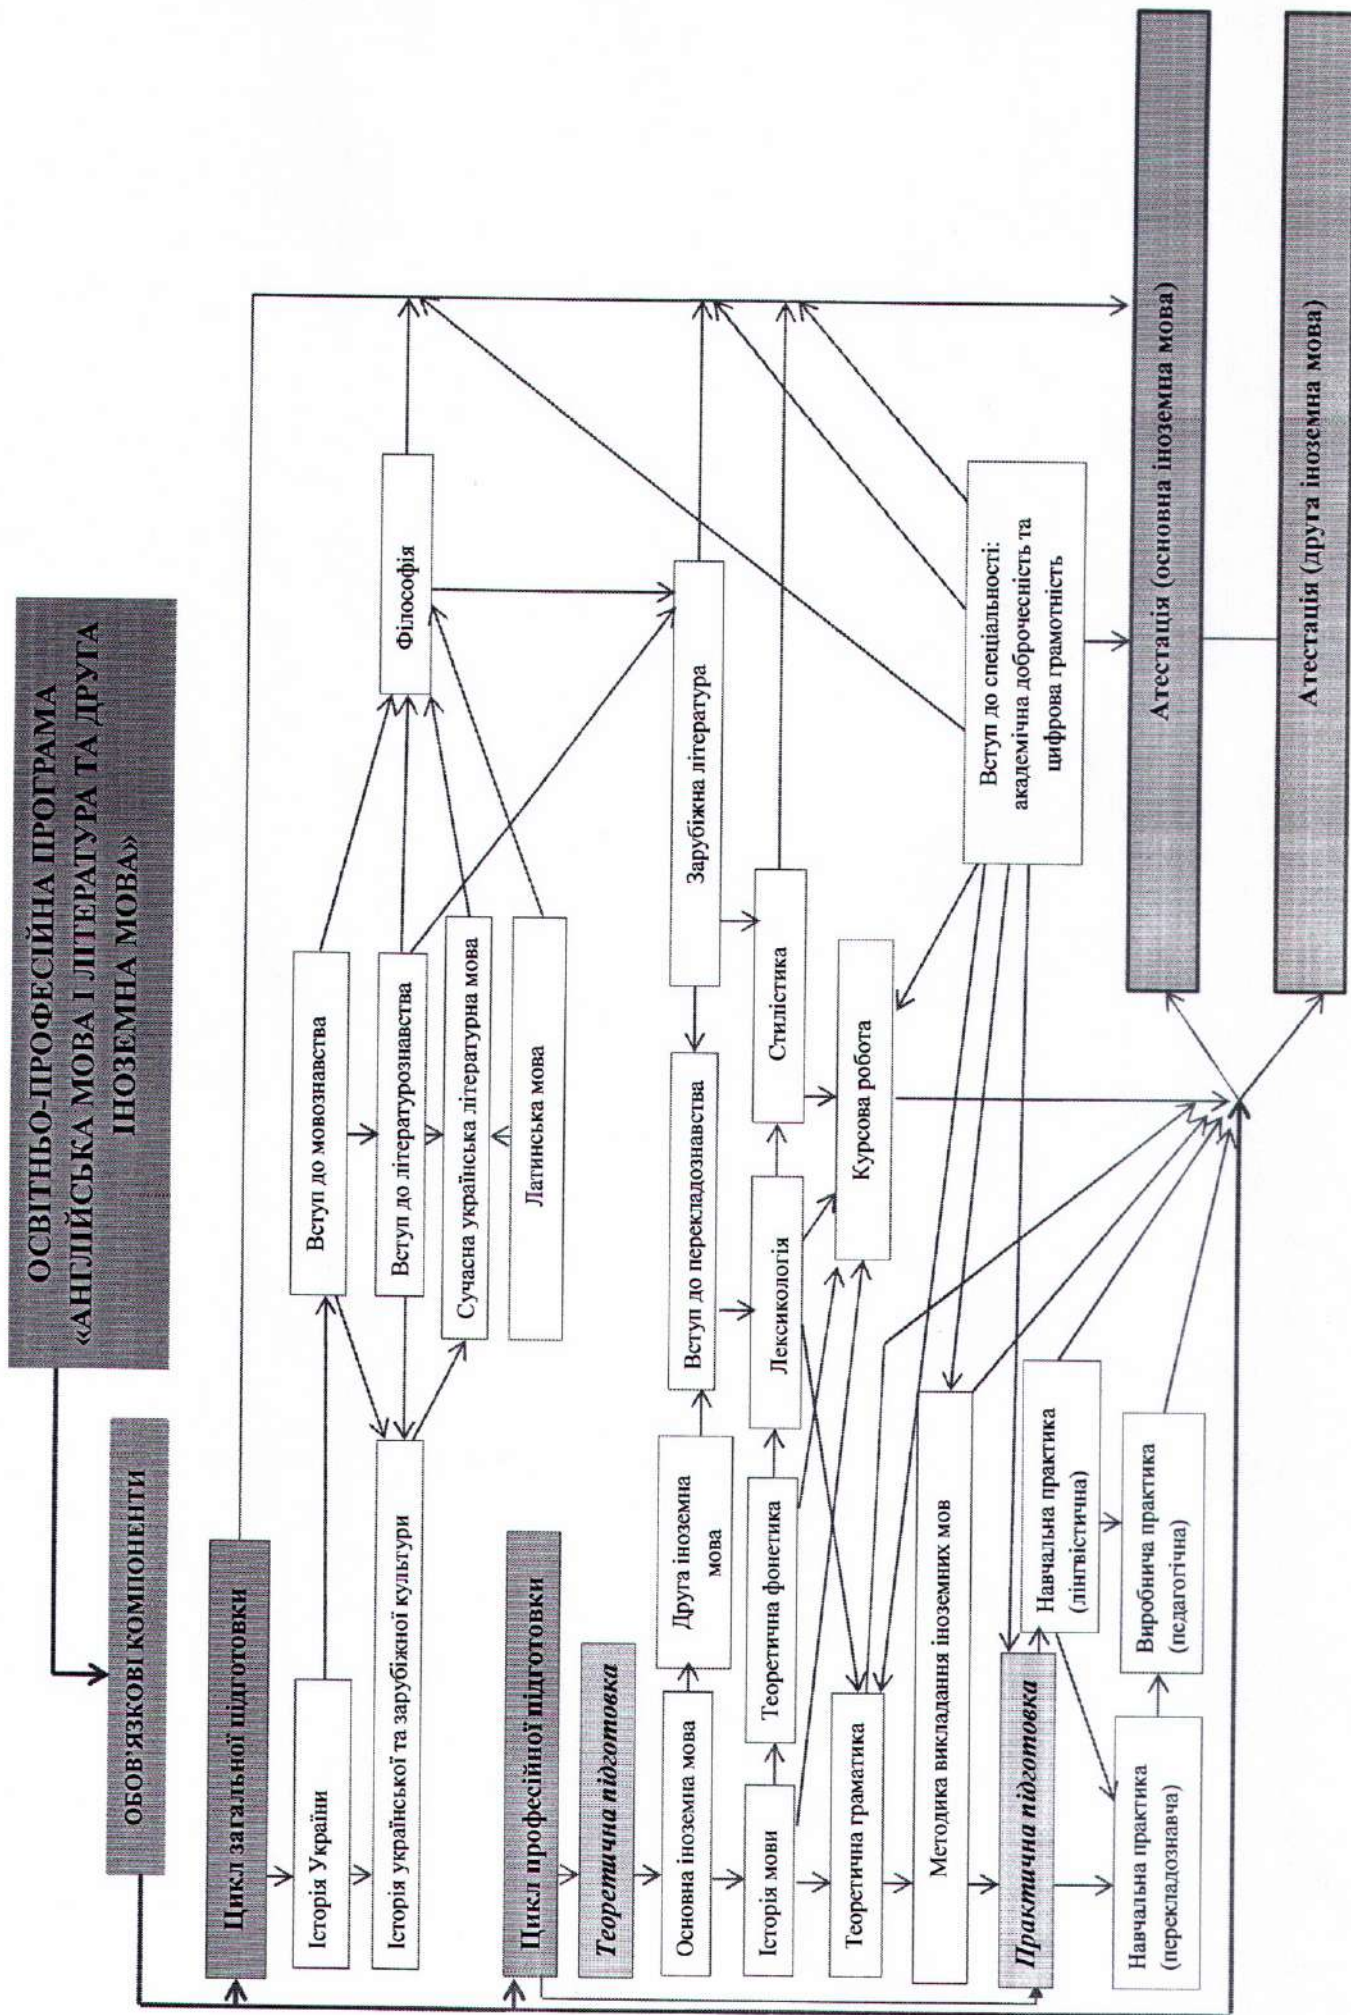 ОСВІТНЬО-ПРОФЕСІЙНА ПРОГРАМА
«АНГЛІЙСЬКА МОВА І ЛІТЕРАТУРА ТА ДРУГА
ІНОЗЕМНА МОВА»
ОБОВ’ЯЗКОВІ КОМПОНЕНТИ
Цикл загальної підготовки
Історія України
Вступ до мовознавства
Історія української та зарубіжної культури
Вступ до літературознавства
Філософія
Сучасна українська літературна мова
Латинська мова
Цикл професійної підготовки
Теоретична підготовка
Основна іноземна мова
Друга іноземна
мова
Вступ до перекладознавства
Зарубіжна література
Історія мови
Теоретична фонетика
Лексикологія
Стилістика
Теоретична граматика
Курсова робота
Методика викладання іноземних мов
Вступ до спеціальності:
академічна доброчесність та
цифрова грамотність
Практична підготовка
Навчальна практика
(лінгвістична)
Навчальна практика
(перекладознавча)
Виробнича практика
(педагогічна)
Атестація (основна іноземна мова)
Атестація (друга іноземна мова)